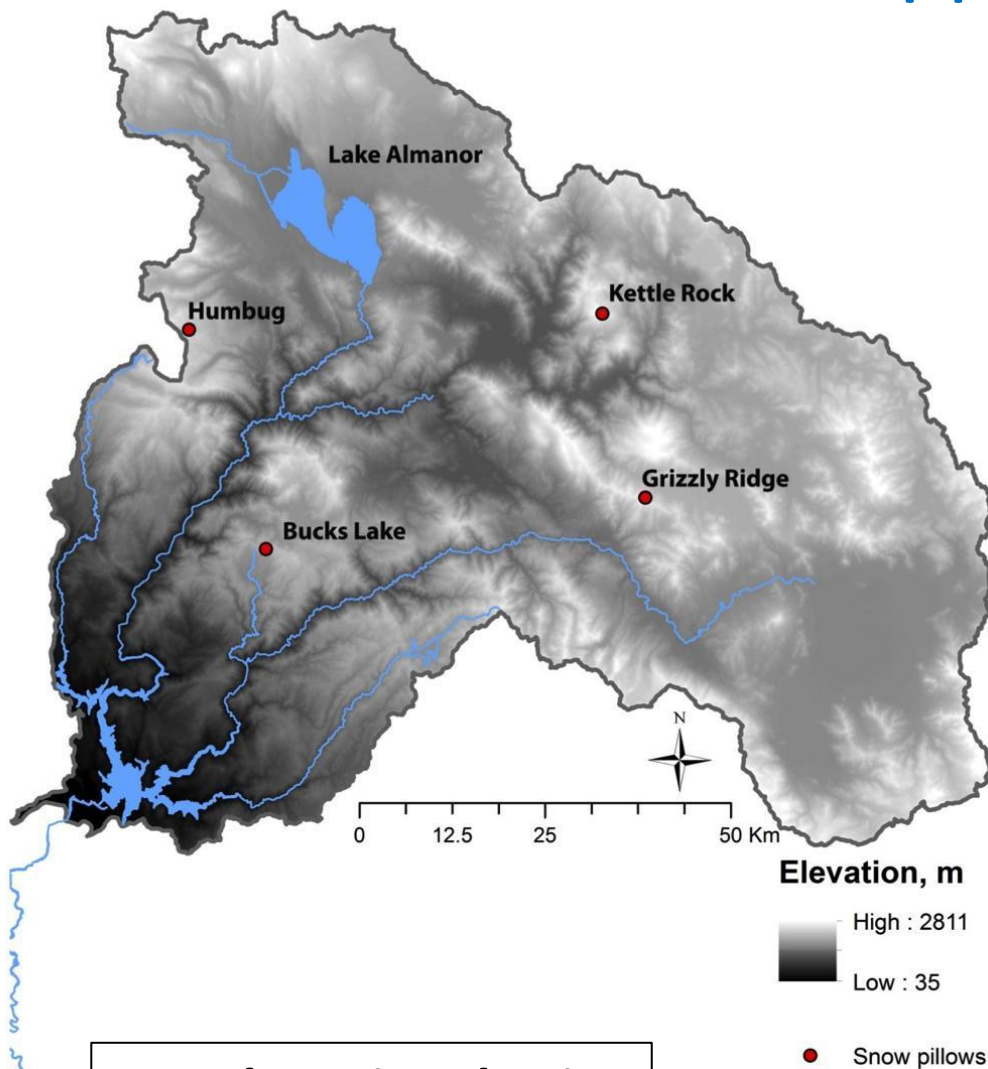 Lake Almanor
Kettle Rock
Humbug
Grizzly Ridge
Bucks Lake
N
0 12.5 25 50 Km
Elevation, m
High : 2811
Low : 35
Snow pillows